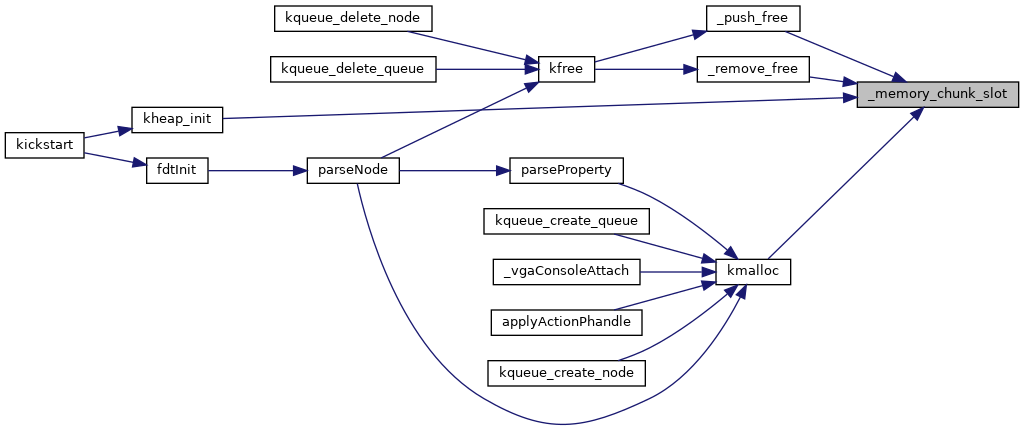 kqueue_delete_node
_push_free
kqueue_delete_queue
kfree
_remove_free
_memory_chunk_slot
kheap_init
kickstart
fdtInit
parseNode
parseProperty
kqueue_create_queue
_vgaConsoleAttach
kmalloc
applyActionPhandle
kqueue_create_node